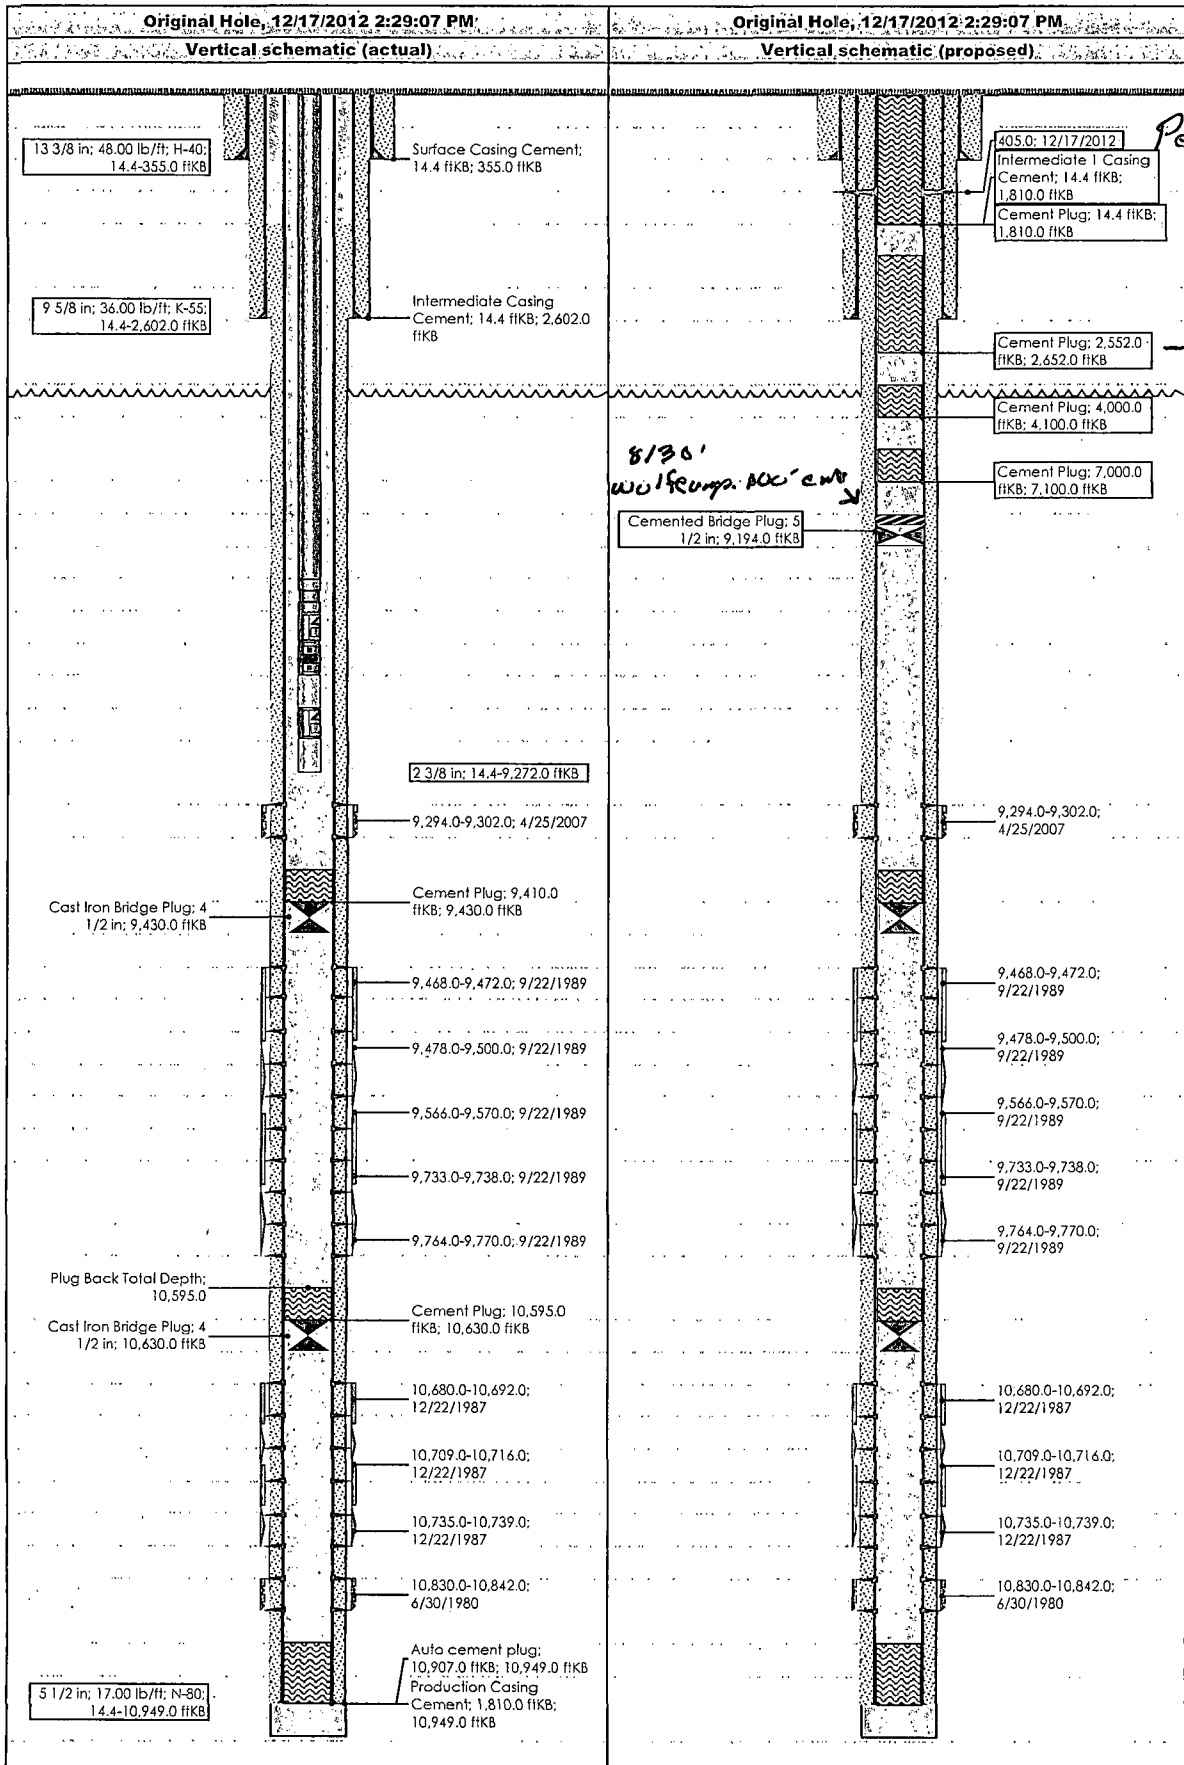 Original Hole, 12/17/2012 2:29:07 PM
Vertical schematic (actual)
13 3/8 in; 48.00 lb/ft; H-40;
14.4-355.0 ftKB
Surface Casing Cement;
14.4 ftKB; 355.0 ftKB
9 5/8 in; 36.00 lb/ft; K-55;
14.4-2,602.0 ftKB
Intermediate Casing
Cement; 14.4 ftKB; 2,602.0
ftKB
2 3/8 in; 14.4-9,272.0 ftKB
9,294.0-9,302.0; 4/25/2007
Cement Plug; 9,410.0
ftKB; 9,430.0 ftKB
Cast Iron Bridge Plug; 4
1/2 in; 9,430.0 ftKB
9,468.0-9,472.0; 9/22/1989
9,478.0-9,500.0; 9/22/1989
9,566.0-9,570.0; 9/22/1989
9,733.0-9,738.0; 9/22/1989
9,764.0-9,770.0; 9/22/1989
Plug Back Total Depth;
10,595.0
Cement Plug; 10,595.0
ftKB; 10,630.0 ftKB
Cast Iron Bridge Plug; 4
1/2 in; 10,630.0 ftKB
10,680.0-10,692.0;
12/22/1987
10,709.0-10,716.0;
12/22/1987
10,735.0-10,739.0;
12/22/1987
10,830.0-10,842.0;
6/30/1980
Auto cement plug;
10,907.0 ftKB; 10,949.0 ftKB
Production Casing
Cement; 1,810.0 ftKB;
10,949.0 ftKB
5 1/2 in; 17.00 lb/ft; N-80;
14.4-10,949.0 ftKB
Original Hole, 12/17/2012 2:29:07 PM
Vertical schematic (proposed)
405.0; 12/17/2012
Intermediate 1 Casing
Cement; 14.4 ftKB;
1,810.0 ftKB
Cement Plug; 14.4 ftKB;
1,810.0 ftKB
Cement Plug; 2,552.0
ftKB; 2,652.0 ftKB
Cement Plug; 4,000.0
ftKB; 4,100.0 ftKB
Cement Plug; 7,000.0
ftKB; 7,100.0 ftKB
Cemented Bridge Plug; 5
1/2 in; 9,194.0 ftKB
9,294.0-9,302.0;
4/25/2007
9,468.0-9,472.0;
9/22/1989
9,478.0-9,500.0;
9/22/1989
9,566.0-9,570.0;
9/22/1989
9,733.0-9,738.0;
9/22/1989
9,764.0-9,770.0;
9/22/1989
10,680.0-10,692.0;
12/22/1987
10,709.0-10,716.0;
12/22/1987
10,735.0-10,739.0;
12/22/1987
10,830.0-10,842.0;
6/30/1980